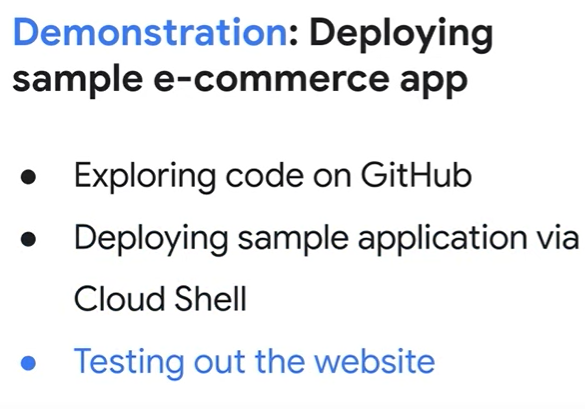 Demonstration: Deploying
sample e-commerce app
● Exploring code on GitHub
● Deploying sample application via
Cloud Shell
● Testing out the website